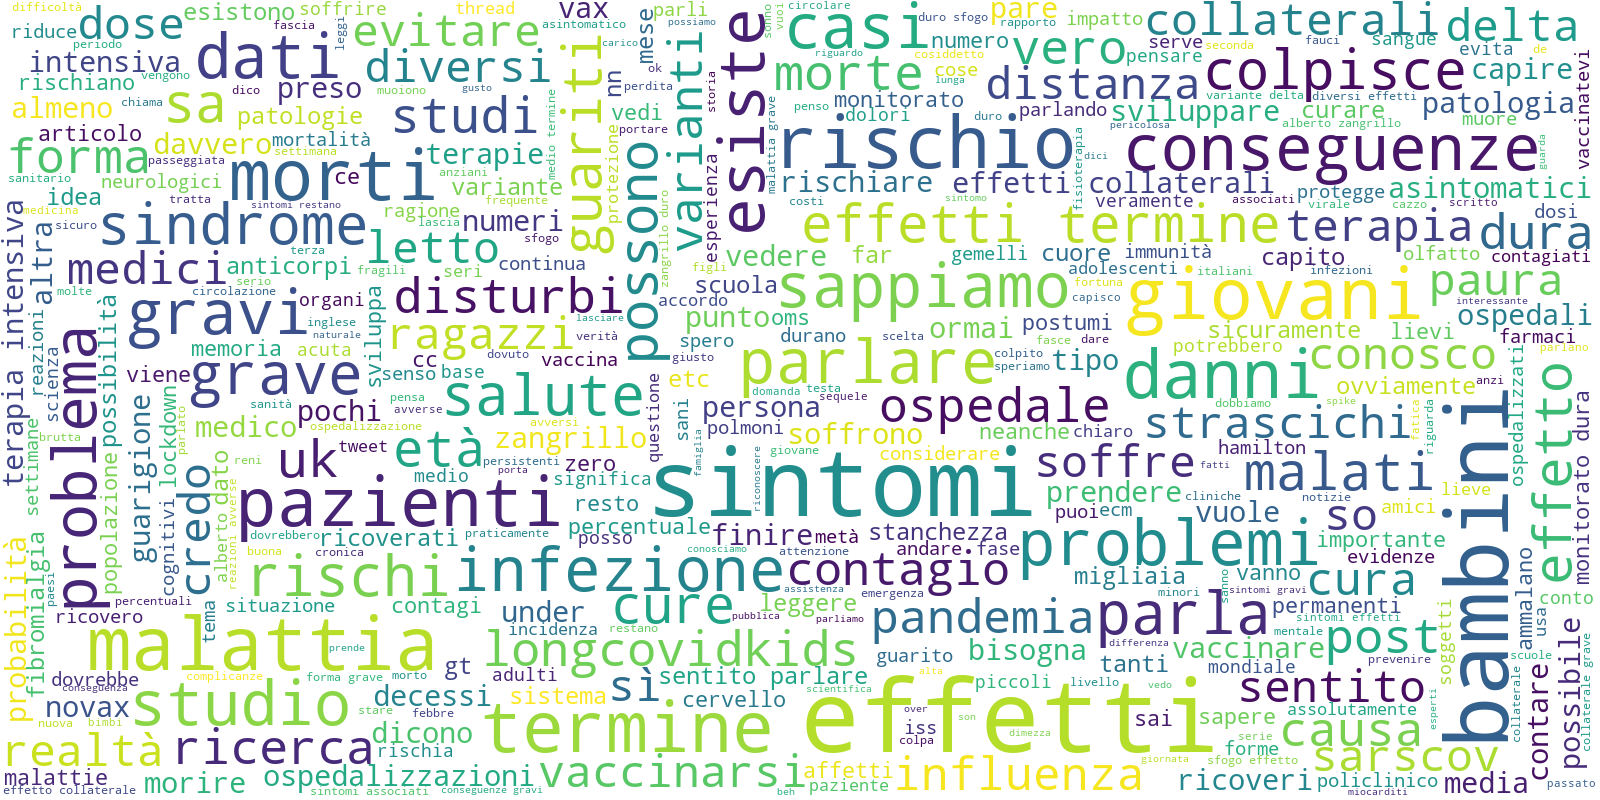 difficoltà
esistono
soffrire
thread
vax
parli
possiamo
sonno
vuoi
circolare
duro sfogo
pare
rapporto
impatto
collaterali
delta
riduce
dose
fascia
leggi
evitare
asintomatico
carico
mese
casi
numero
vero
serve
seconda
fauci
sangue
evita
de
periodo
intensiva
dati
diversi
guariti
varianti
esiste
riguardo
cosiddetto
pensare
rischiano
vengono
dico
preso
muoiono
gusto
nn
ok
perdita
storia
morte
cose
lunga
distanza
colpisce
capire
almeno
chiama
sa
patologie
studi
vedi
portare
penso
monitorato
dolori
duro
parlando
variante delta
diversi effetti
sviluppare
curare
patologia
muore
vaccinatevi
articolo
davvero
mortalità
settimana
terapie
medio termine
protezione
possono
malattia grave
rischio
pericolosa
alberto zangrillo
dici
conseguenze
guarda
forma
passeggiata
sanitario
neurologici
morti
ce
anziani
variante
frequente
esperienza
rischiare
effetti collaterali
fisioterapia
protegge
asintomatici
idea
tratta
sintomi restano
ragione
lascia
numeri
sfogo
zangrillo duro
costi
sintomo
veramente
associati
virale
cazzo
scritto
dosi
medicina
sicuro
sindrome
terza
letto
effetti termine
terapia
dura
contagiati
terapia intensiva
altra
medici
anticorpi
fragili
seri
continua
figli
vedere
far
gemelli
cuore
immunità
capito
olfatto
reazioni
molte
serio
circolazione
organi
disturbi
lasciare
accordo
scuola
sappiamo
adolescenti
capisco
italiani
fortuna
infezioni
giovani
paura
interessante
ospedali
problema
possibilità
gravi
inglese
naturale
ragazzi
verità
punto
oms
durano
scelta
ormai
postumi
fasce
dare
sicuramente
lievi
farmaci
scienza
memoria
acuta
sviluppa
cc
dovuto
vaccina
giusto
spero
colpito
speriamo
tipo
potrebbero
conosco
parlano
viene
grave
senso
base
etc
parlare
danni
ospedalizzati
effetto
sanità
pensa
salute
questione
sani
domanda
testa
sequele
dobbiamo
spike
ovviamente
anzi
settimane
brutta
guarigione
lockdown
parlato
pochi
avverse
persona
polmoni
ospedale
strascichi
fatica
riguarda
bambini
monitorato dura
popolazione
medico
ospedalizzazione
tweet
età
avversi
zangrillo
famiglia
soffrono
giovane
neanche
chiaro
considerare
hamilton
cognitivi
credo
alberto
dato
reni
reazioni avverse
uk
medio
persistenti
porta
zero
significa
riconoscere
sintomi
soffre
fatti
malati
lieve
probabilità
fibromialgia
pazienti
resto
prendere
cliniche
notizie
amici
dovrebbero
ricoverati
praticamente
posso
percentuale
finire
metà
stanchezza
puoi
ecm
vuole
so
paesi
buona
cronica
conosciamo
attenzione
andare
fase
problemi
importante
evidenze
percentuali
rischi
infezione
contagio
migliaia
sanno
vanno
cura
ammalano
ricovero
tema
situazione
contagi
under
cure
assistenza
emergenza
leggere
minori
sintomi gravi
conto
malattia
prende
incidenza
restano
pubblica
parliamo
pandemia
parla
permanenti
sintomi effetti
soggetti
usa
longcovidkids
differenza
mentale
post
guarito
bisogna
tanti
vaccinare
prevenire
scuole
dovrebbe
conseguenza
complicanze
forma grave
morto
gt
adulti
sì
sentito parlare
scientifica
alta
piccoli
livello
mondiale
vedo
sentito
possibile
contare
collaterale
collaterale grave
novax
nuova
bimbi
studio
stare
decessi
febbre
sistema
cervello
over
son
sai
sapere
assolutamente
esperti
realtà
ricerca
dicono
rischia
termine
effetti
iss
colpa
dimezza
serie
forme
causa
malattie
effetto collaterale
morire
ospedalizzazioni
sintomi associati
conseguenze gravi
vaccinarsi
beh
affetti
paziente
influenza
giornata
sfogo effetto
ricoveri
sarscov
policlinico
miocarditi
media
passato